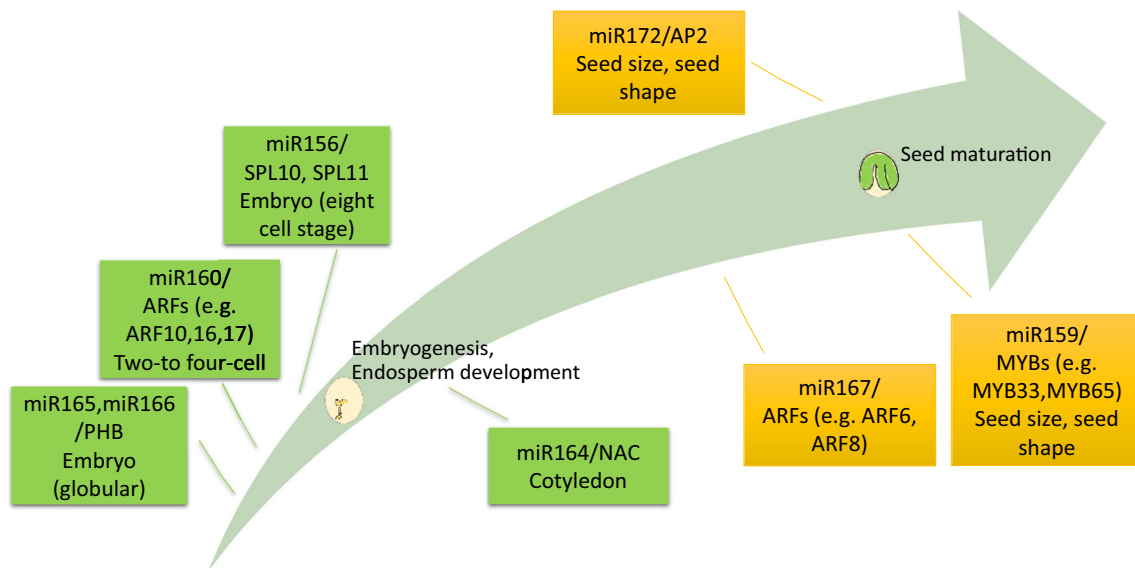 miR172/AP2
Seed size, seed
shape
miR156/
SPL10, SPL11
Embryo (eight
cell stage)
Seed maturation
miR160/
ARFs (e.g.
ARF10,16,17)
Two-to four-cell
Embryogenesis,
Endosperm development
miR165,miR166
/PHB
Embryo
(globular)
miR164/NAC
Cotyledon
miR167/
ARFs (e.g. ARF6,
ARF8)
miR159/
MYBs (e.g.
MYB33,MYB65)
Seed size, seed
shape